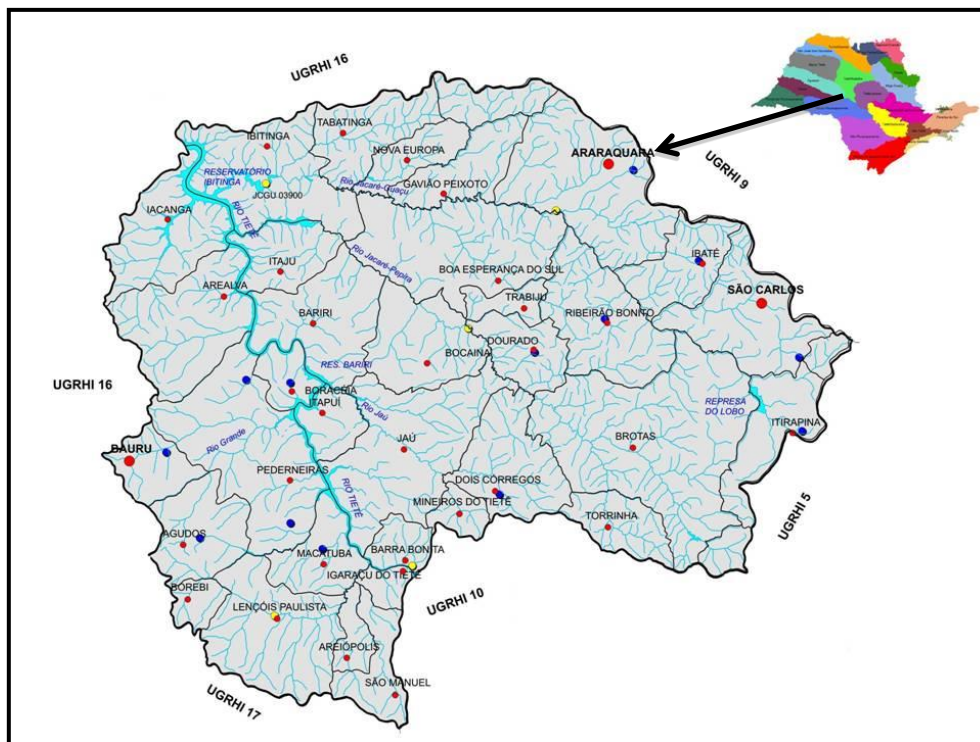 UGRHI 16
TABATINGA
IBITINGA
NOVA EUROPA
ARARAQUARA
UGRHI 9
RESERVATÓRIO
IBITINGA
JCGU 03900
Rio Jacaré-Guaçu
GAVIÃO PEIXOTO
IACANGA
RIO TIETÊ
Rio Jacaré-Pepira
IBATÉ
ITAJU
BOA ESPERANÇA DO SUL
AREALVA
SÃO CARLOS
TRABIJU
BARIRI
RIBEIRÃO BONITO
DOURADO
BOCAINA
RES. BARIRI
UGRHI 16
BORACÉIA
ITAPUÍ
Rio Jaú
REPRESA
DO LOBO
ITIRAPINA
Rio Grande
BAURU
JAÚ
BROTAS
PEDERNEIRAS
RIO TIETÊ
DOIS CÓRREGOS
MINEIROS DO TIETÊ
UGRHI 5
TORRINHA
AGUDOS
MACATUBA
BARRA BONITA
IGARAÇU DO TIETÊ
UGRHI 10
BOREBI
LENÇÓIS PAULISTA
AREIÓPOLIS
SÃO MANUEL
UGRHI 17